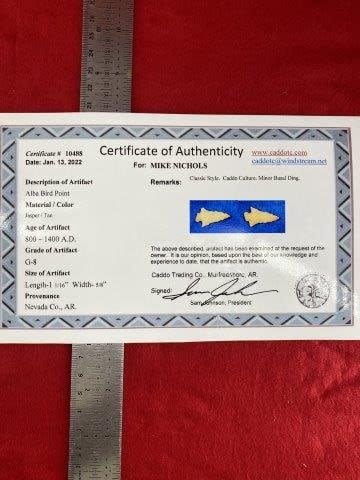 Certificate # 10488
Date: Jan. 13, 2022
Certificate of Authenticity
For: MIKE NICHOLS
www.caddotc.com
caddotc@windstream.net
Description of Artifact
Alba Bird Point
Material / Color
Jasper / Tan
Age of Artifact
800 – 1400 A.D.
Grade of Artifact
G-8
Size of Artifact
Length-1 1/16" Width- 5/8"
Provenance
Nevada Co., AR.
Remarks: Classic Style. Caddo Culture. Minor Basal Ding.
The above described, artifact has been examined at the request of the
owner. It is our opinion, based upon the best of our knowledge and
experience to date, that the artifact is authentic.
Caddo Trading Co., Murfreesboro, AR.
Signed:
Sam Johnson, President